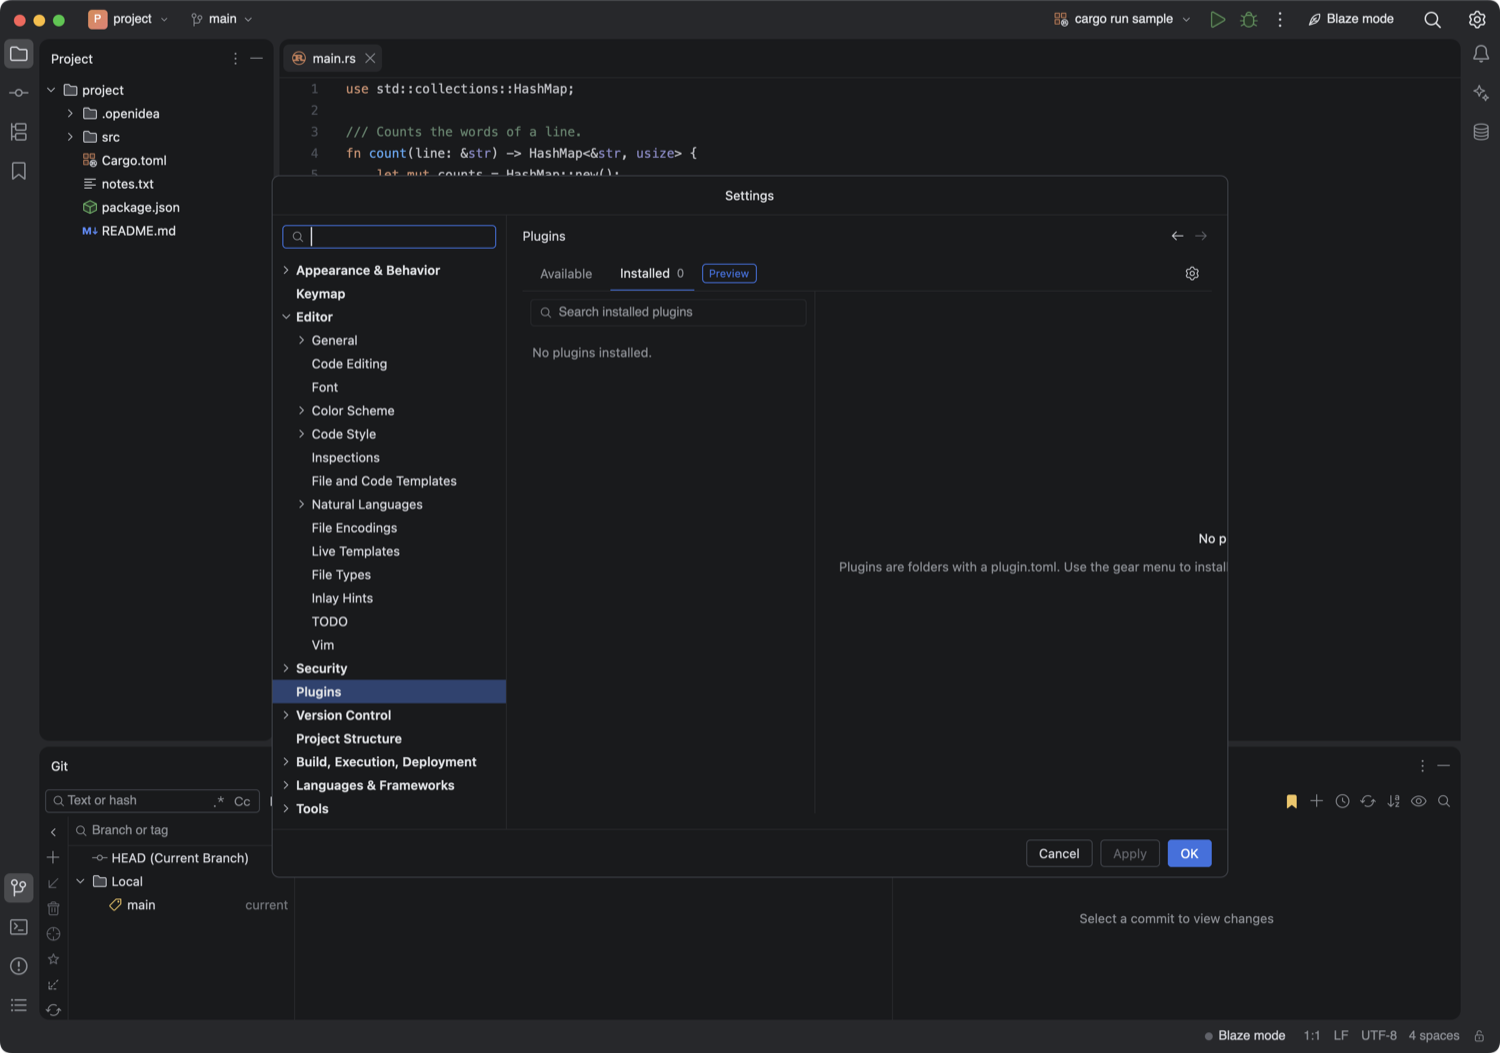 P project main cargo run sample Blaze mode
Project
main.rs
project
.openidea
src
Cargo.toml
notes.txt
package.json
M↓ README.md
1 use std::collections::HashMap;
2
3 /// Counts the words of a line.
4 fn count(line: &str) -> HashMap<&str, usize> {
5 let mut counts = HashMap::new();
Settings
Appearance & Behavior
Keymap
Editor
General
Code Editing
Font
Color Scheme
Code Style
Inspections
File and Code Templates
Natural Languages
File Encodings
Live Templates
File Types
Inlay Hints
TODO
Vim
Security
Plugins
Version Control
Project Structure
Build, Execution, Deployment
Languages & Frameworks
Tools
Plugins
Available Installed 0 Preview
Search installed plugins
No plugins installed.
No p
Plugins are folders with a plugin.toml. Use the gear menu to instal
Cancel Apply OK
Git
Text or hash .* Cc
Branch or tag
HEAD (Current Branch)
Local
main current
Select a commit to view changes
Blaze mode 1:1 LF UTF-8 4 spaces